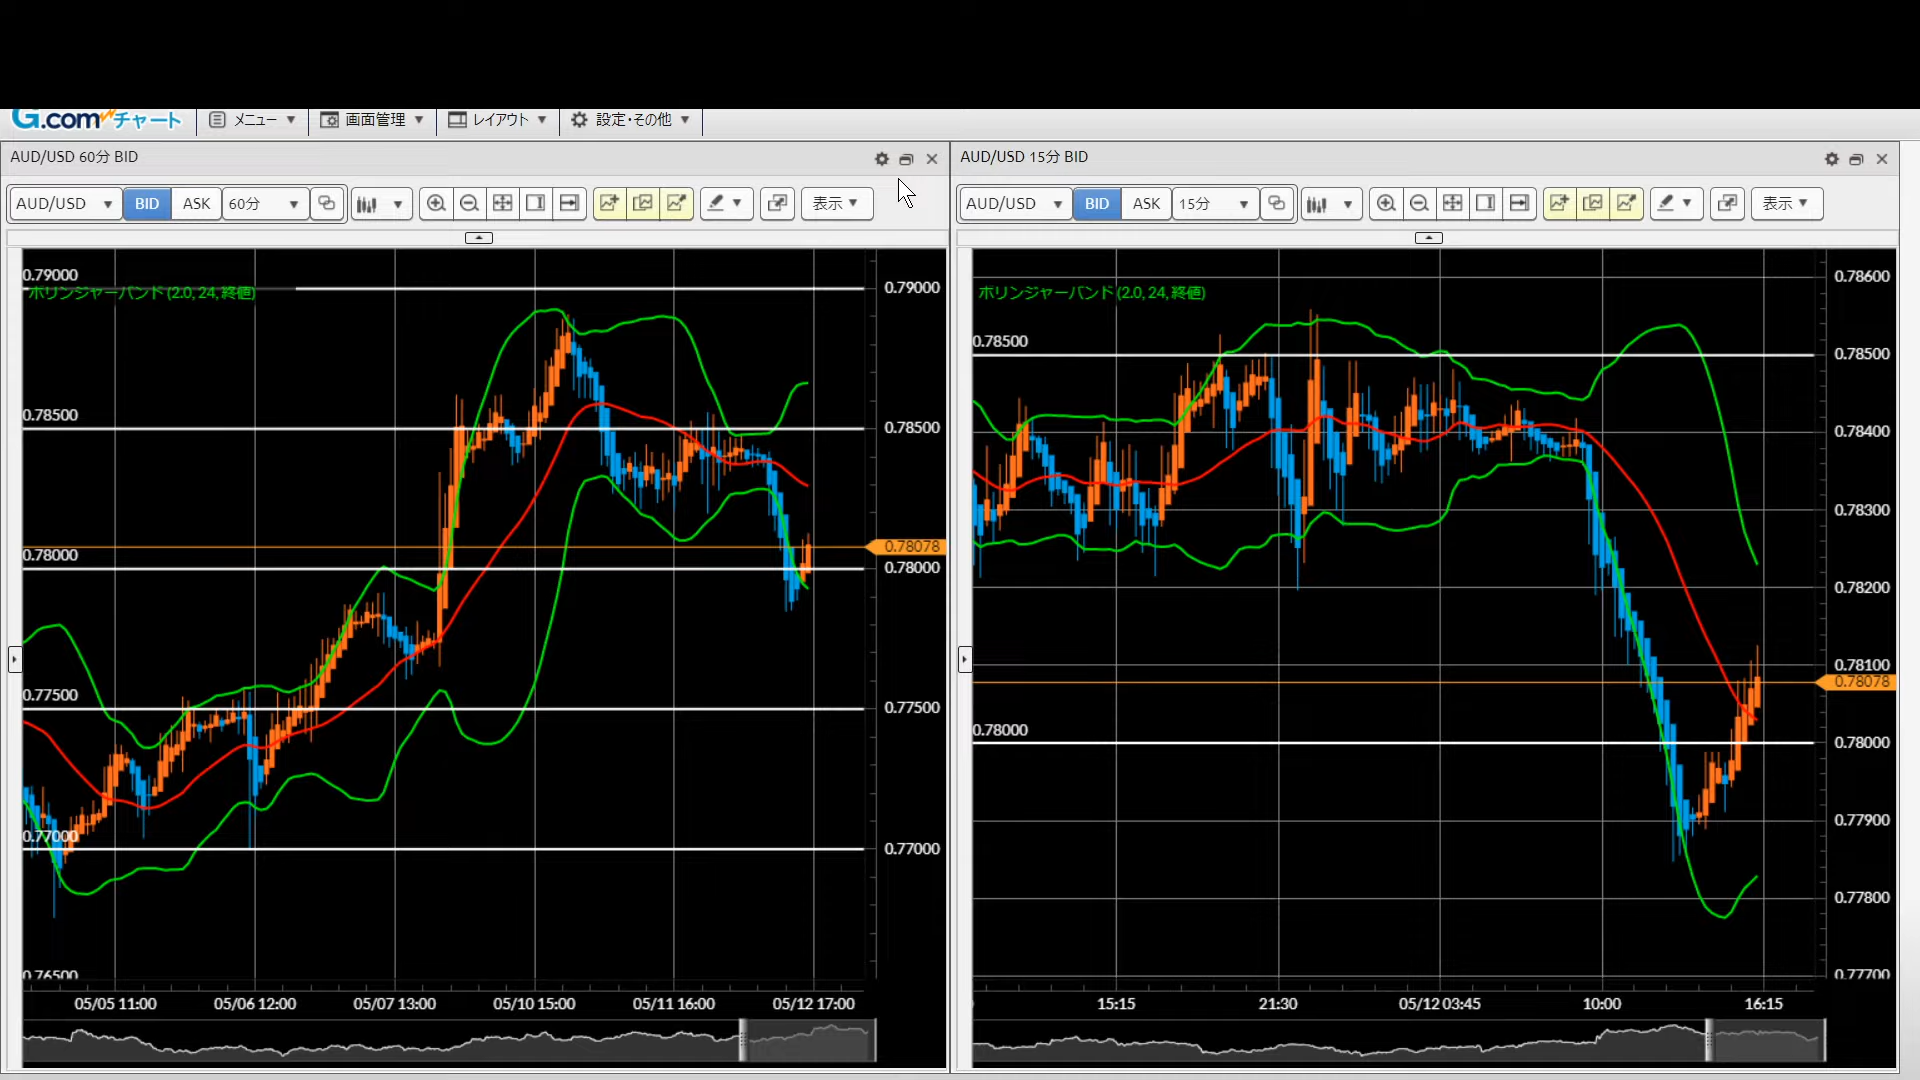 G.comチャート メニュー 画面管理 レイアウト 設定・その他
AUD/USD 60分 BID
AUD/USD BID ASK 60分 表示
ボリンジャーバンド (2.0, 24, 終値)
0.79000
0.78500
0.78000
0.77500
0.77000
0.76500
0.79000
0.78500
0.78078
0.78000
0.77500
0.77000
05/05 11:00 05/06 12:00 05/07 13:00 05/10 15:00 05/11 16:00 05/12 17:00
AUD/USD 15分 BID
AUD/USD BID ASK 15分 表示
ボリンジャーバンド (2.0, 24, 終値)
0.78500
0.78000
0.78600
0.78500
0.78400
0.78300
0.78200
0.78100
0.78078
0.78000
0.77900
0.77800
0.77700
15:15 21:30 05/12 03:45 10:00 16:15